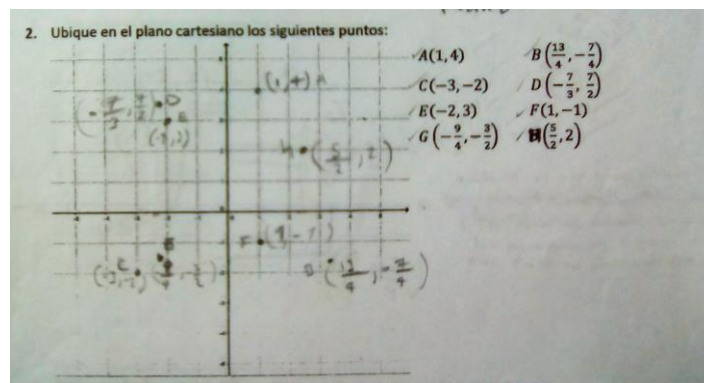 2. Ubique en el plano cartesiano los siguientes puntos:
A(1, 4) B(13/4, -7/4)
C(-3, -2) D(-7/3, 7/2)
E(-2, 3) F(1, -1)
G(-9/4, -3/2) H(5/2, 2)
(1, 4) A
(-7/3, 7/2) D
E
H (5/2, 2)
F (1, -1)
C
(13/4, -7/4)